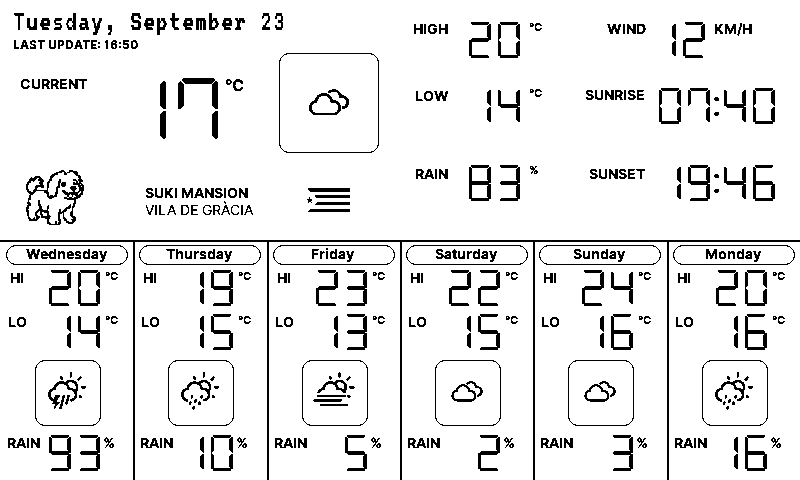 Tuesday, September 23
LAST UPDATE: 16:50
CURRENT 17 °C
SUKI MANSION
VILA DE GRÀCIA
HIGH 20 °C
LOW 14 °C
RAIN 83 %
WIND 12 KM/H
SUNRISE 07:40
SUNSET 19:46
Wednesday
HI 20 °C
LO 14 °C
RAIN 93 %
Thursday
HI 19 °C
LO 15 °C
RAIN 10 %
Friday
HI 23 °C
LO 13 °C
RAIN 5 %
Saturday
HI 22 °C
LO 15 °C
RAIN 2 %
Sunday
HI 24 °C
LO 16 °C
RAIN 3 %
Monday
HI 20 °C
LO 16 °C
RAIN 16 %